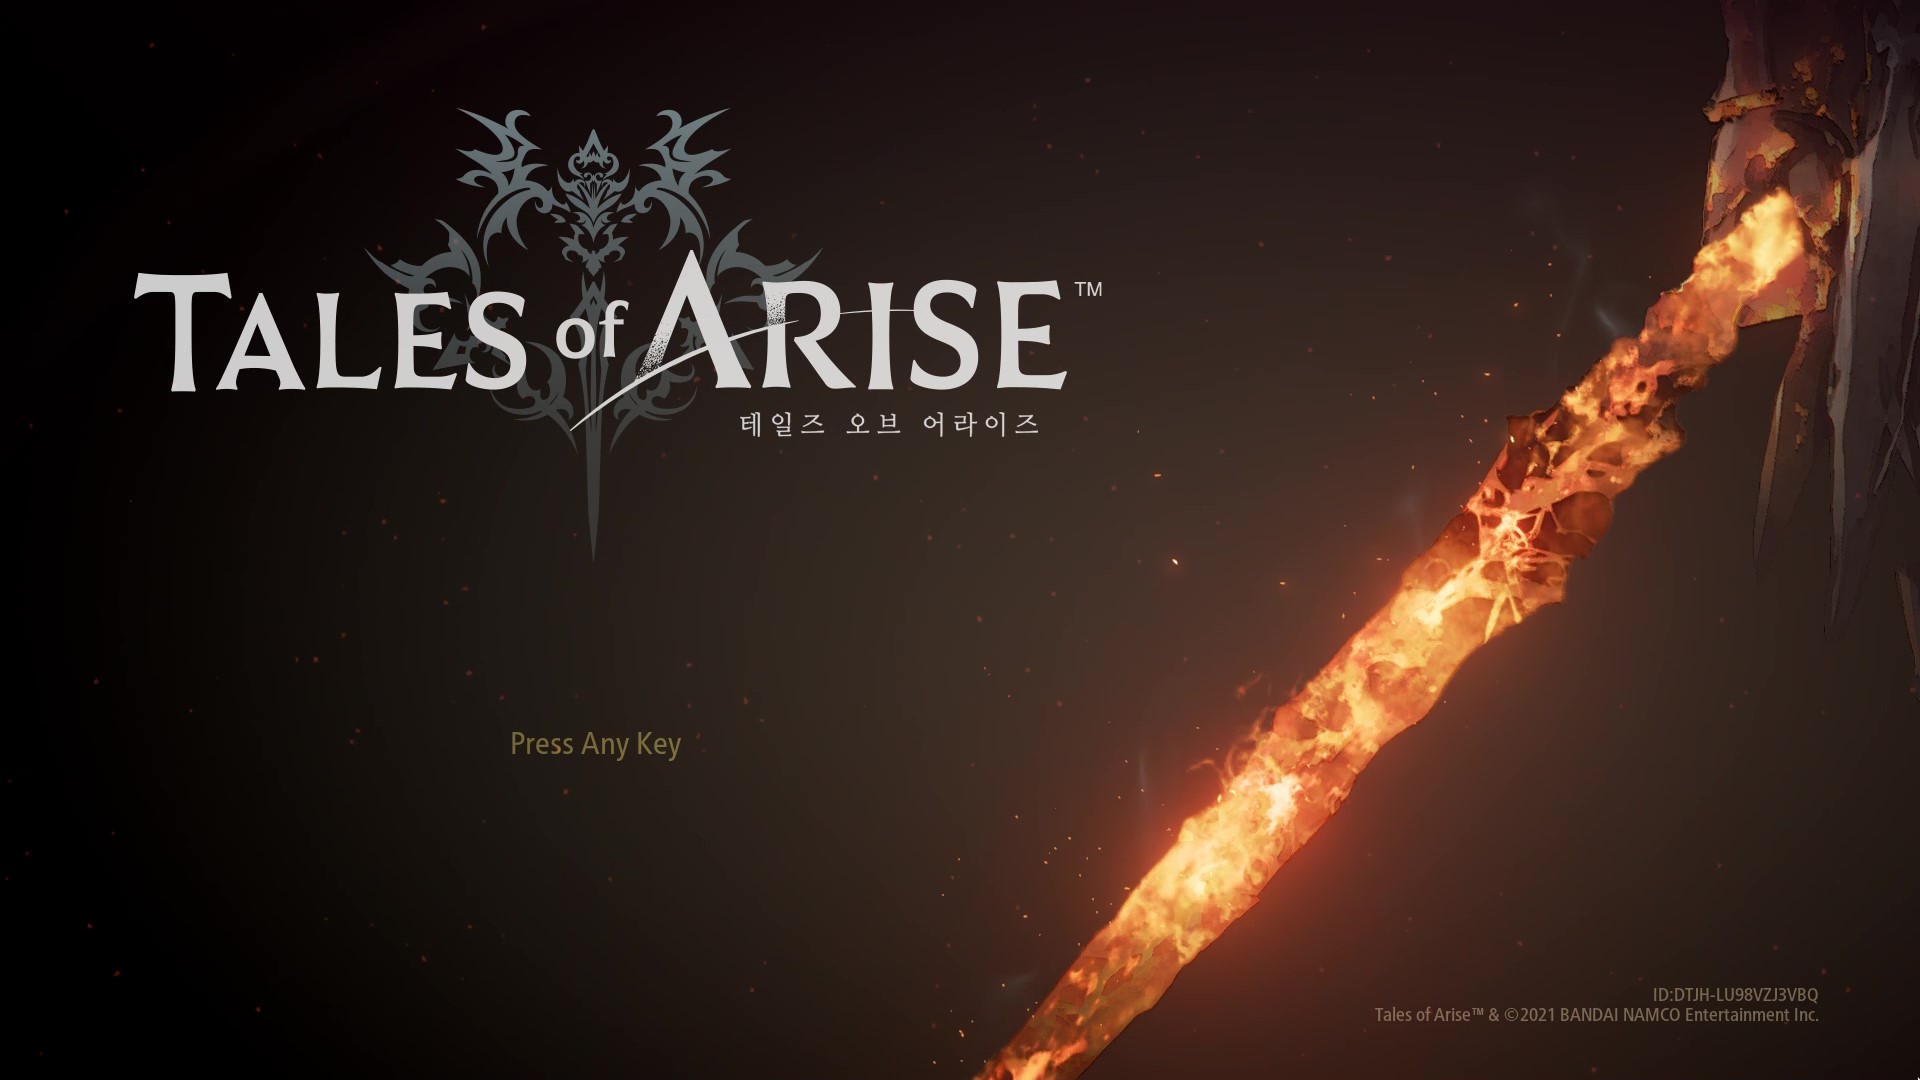 TALES of ARISE™
테일즈 오브 어라이즈
Press Any Key
ID:DTJH-LU98VZJ3VBQ
Tales of Arise™ & ©2021 BANDAI NAMCO Entertainment Inc.